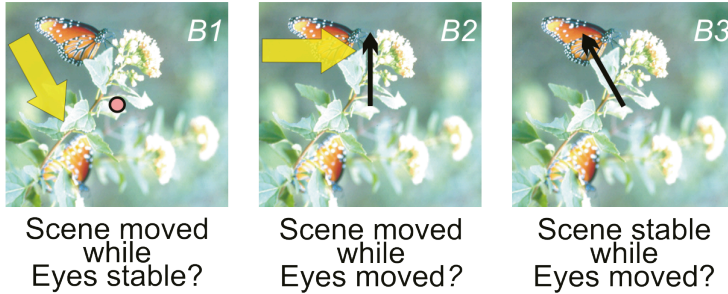 B1
B2
B3
Scene moved
while
Eyes stable?
Scene moved
while
Eyes moved?
Scene stable
while
Eyes moved?